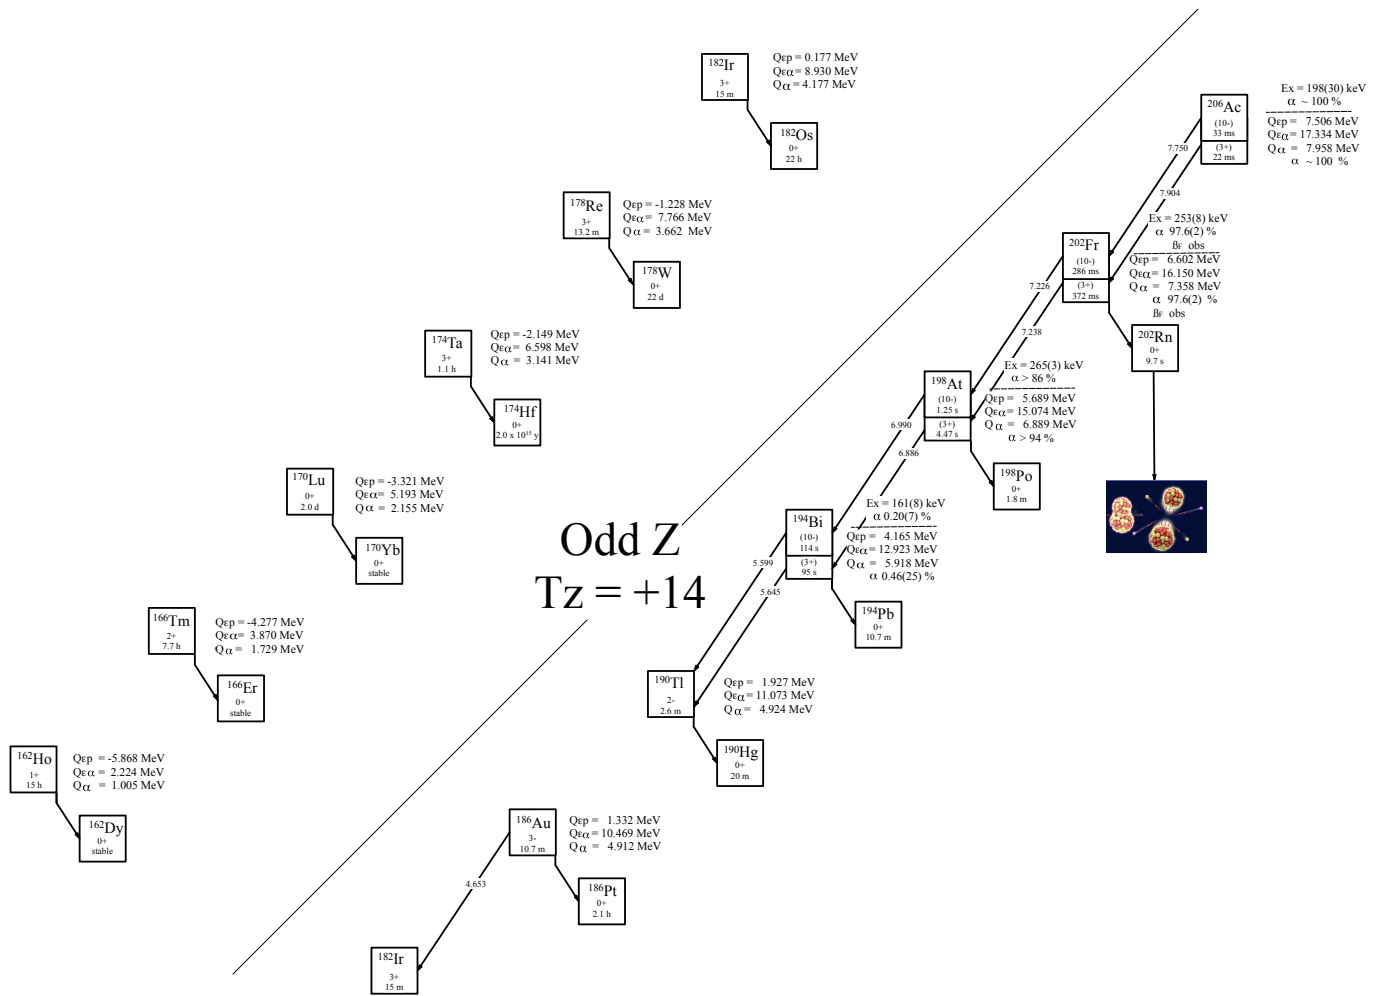 182Ir
3+
15 m
Qεp = 0.177 MeV
Qεα = 8.930 MeV
Qα = 4.177 MeV
182Os
0+
22 h
178Re
3+
13.2 m
Qεp = -1.228 MeV
Qεα = 7.766 MeV
Qα = 3.662 MeV
178W
0+
22 d
174Ta
3+
1.1 h
Qεp = -2.149 MeV
Qεα = 6.598 MeV
Qα = 3.141 MeV
174Hf
0+
2.0 x 10¹⁵ y
170Lu
0+
2.0 d
Qεp = -3.321 MeV
Qεα = 5.193 MeV
Qα = 2.155 MeV
170Yb
0+
stable
166Tm
2+
7.7 h
Qεp = -4.277 MeV
Qεα = 3.870 MeV
Qα = 1.729 MeV
166Er
0+
stable
162Ho
1+
15 h
Qεp = -5.868 MeV
Qεα = 2.224 MeV
Qα = 1.005 MeV
162Dy
0+
stable
Odd Z
Tz = +14
206Ac
(10-)
33 ms
(3+)
22 ms
Ex = 198(30) keV
α ~ 100 %
Qεp = 7.506 MeV
Qεα = 17.334 MeV
Qα = 7.958 MeV
α ~ 100 %
7.750
7.904
202Fr
(10-)
286 ms
(3+)
372 ms
Ex = 253(8) keV
α 97.6(2) %
βF obs
Qεp = 6.602 MeV
Qεα = 16.150 MeV
Qα = 7.358 MeV
α 97.6(2) %
βF obs
202Rn
0+
9.7 s
7.226
7.238
198At
(10-)
1.25 s
(3+)
4.47 s
Ex = 265(3) keV
α > 86 %
Qεp = 5.689 MeV
Qεα = 15.074 MeV
Qα = 6.889 MeV
α > 94 %
198Po
0+
1.8 m
6.990
6.886
194Bi
(10-)
114 s
(3+)
95 s
Ex = 161(8) keV
α 0.20(7) %
Qεp = 4.165 MeV
Qεα = 12.923 MeV
Qα = 5.918 MeV
α 0.46(25) %
194Pb
0+
10.7 m
5.599
5.645
190Tl
2-
2.6 m
Qεp = 1.927 MeV
Qεα = 11.073 MeV
Qα = 4.924 MeV
190Hg
0+
20 m
186Au
3-
10.7 m
Qεp = 1.332 MeV
Qεα = 10.469 MeV
Qα = 4.912 MeV
186Pt
0+
2.1 h
4.653
182Ir
3+
15 m